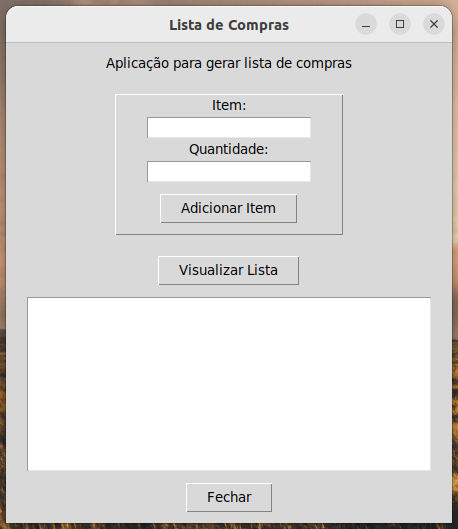 Lista de Compras
Aplicação para gerar lista de compras
Item:
Quantidade:
Adicionar Item
Visualizar Lista
Fechar